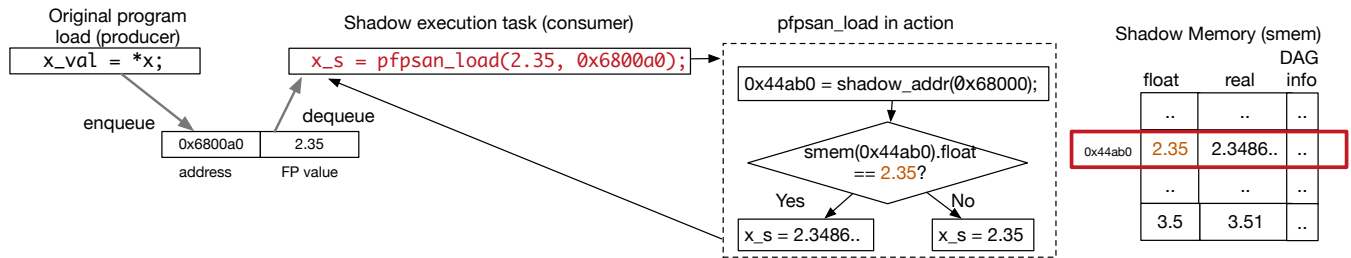 Original program
load (producer)
x_val = *x;
enqueue
0x6800a0
2.35
address
FP value
dequeue
Shadow execution task (consumer)
x_s = pfpsan_load(2.35, 0x6800a0);
pfpsan_load in action
0x44ab0 = shadow_addr(0x68000);
smem(0x44ab0).float
== 2.35?
Yes
No
x_s = 2.3486..
x_s = 2.35
Shadow Memory (smem)
float
real
DAG
info
..
..
..
0x44ab0
2.35
2.3486..
..
..
..
..
3.5
3.51
..